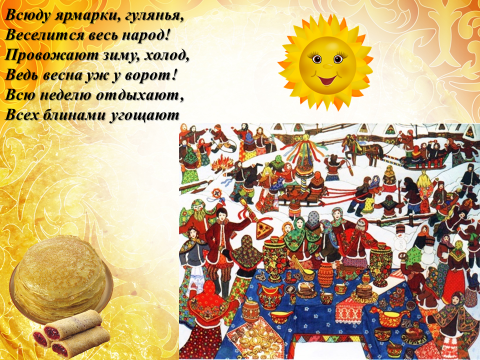 Всюду ярмарки, гулянья,
Веселится весь народ!
Провожают зиму, холод,
Ведь весна уж у ворот!
Всю неделю отдыхают,
Всех блинами угощают